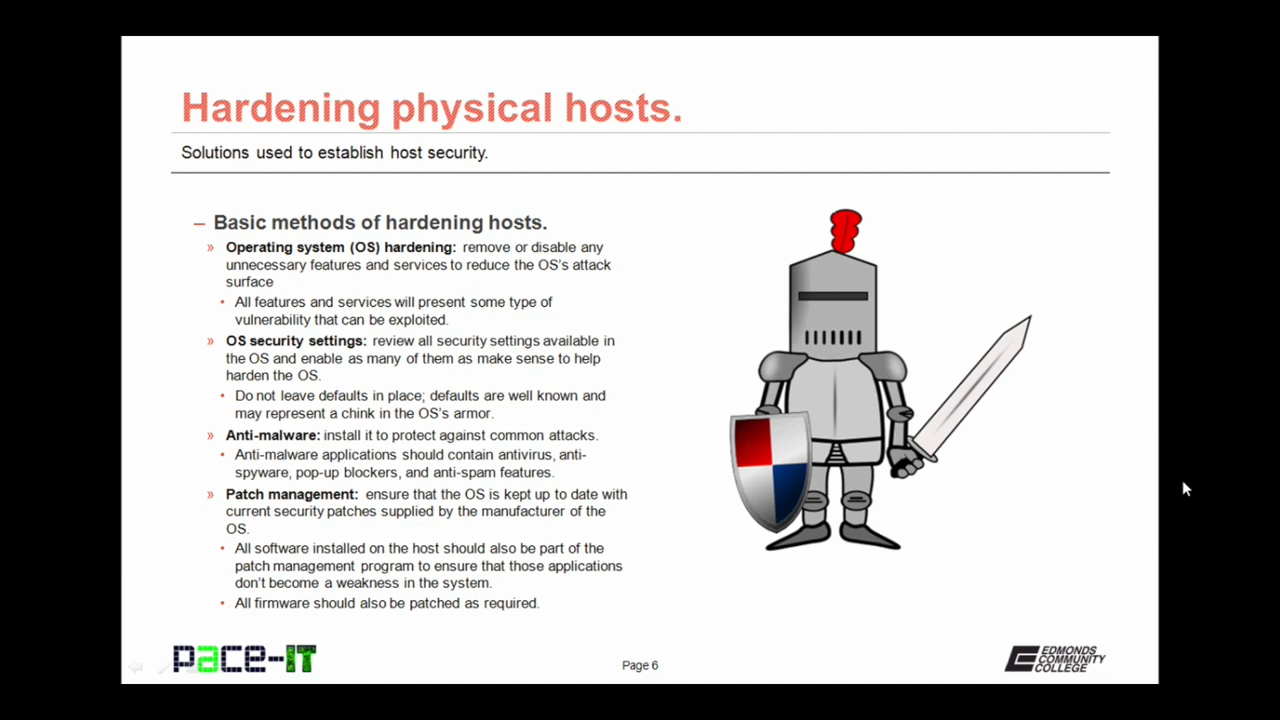 Hardening physical hosts.
Solutions used to establish host security.
– Basic methods of hardening hosts.
» Operating system (OS) hardening: remove or disable any
unnecessary features and services to reduce the OS’s attack
surface
• All features and services will present some type of
vulnerability that can be exploited.
» OS security settings: review all security settings available in
the OS and enable as many of them as make sense to help
harden the OS.
• Do not leave defaults in place; defaults are well known and
may represent a chink in the OS’s armor.
» Anti-malware: install it to protect against common attacks.
• Anti-malware applications should contain antivirus, anti-
spyware, pop-up blockers, and anti-spam features.
» Patch management: ensure that the OS is kept up to date with
current security patches supplied by the manufacturer of the
OS.
• All software installed on the host should also be part of the
patch management program to ensure that those applications
don’t become a weakness in the system.
• All firmware should also be patched as required.
pace-IT
Page 6
EDMONDS
COMMUNITY
COLLEGE